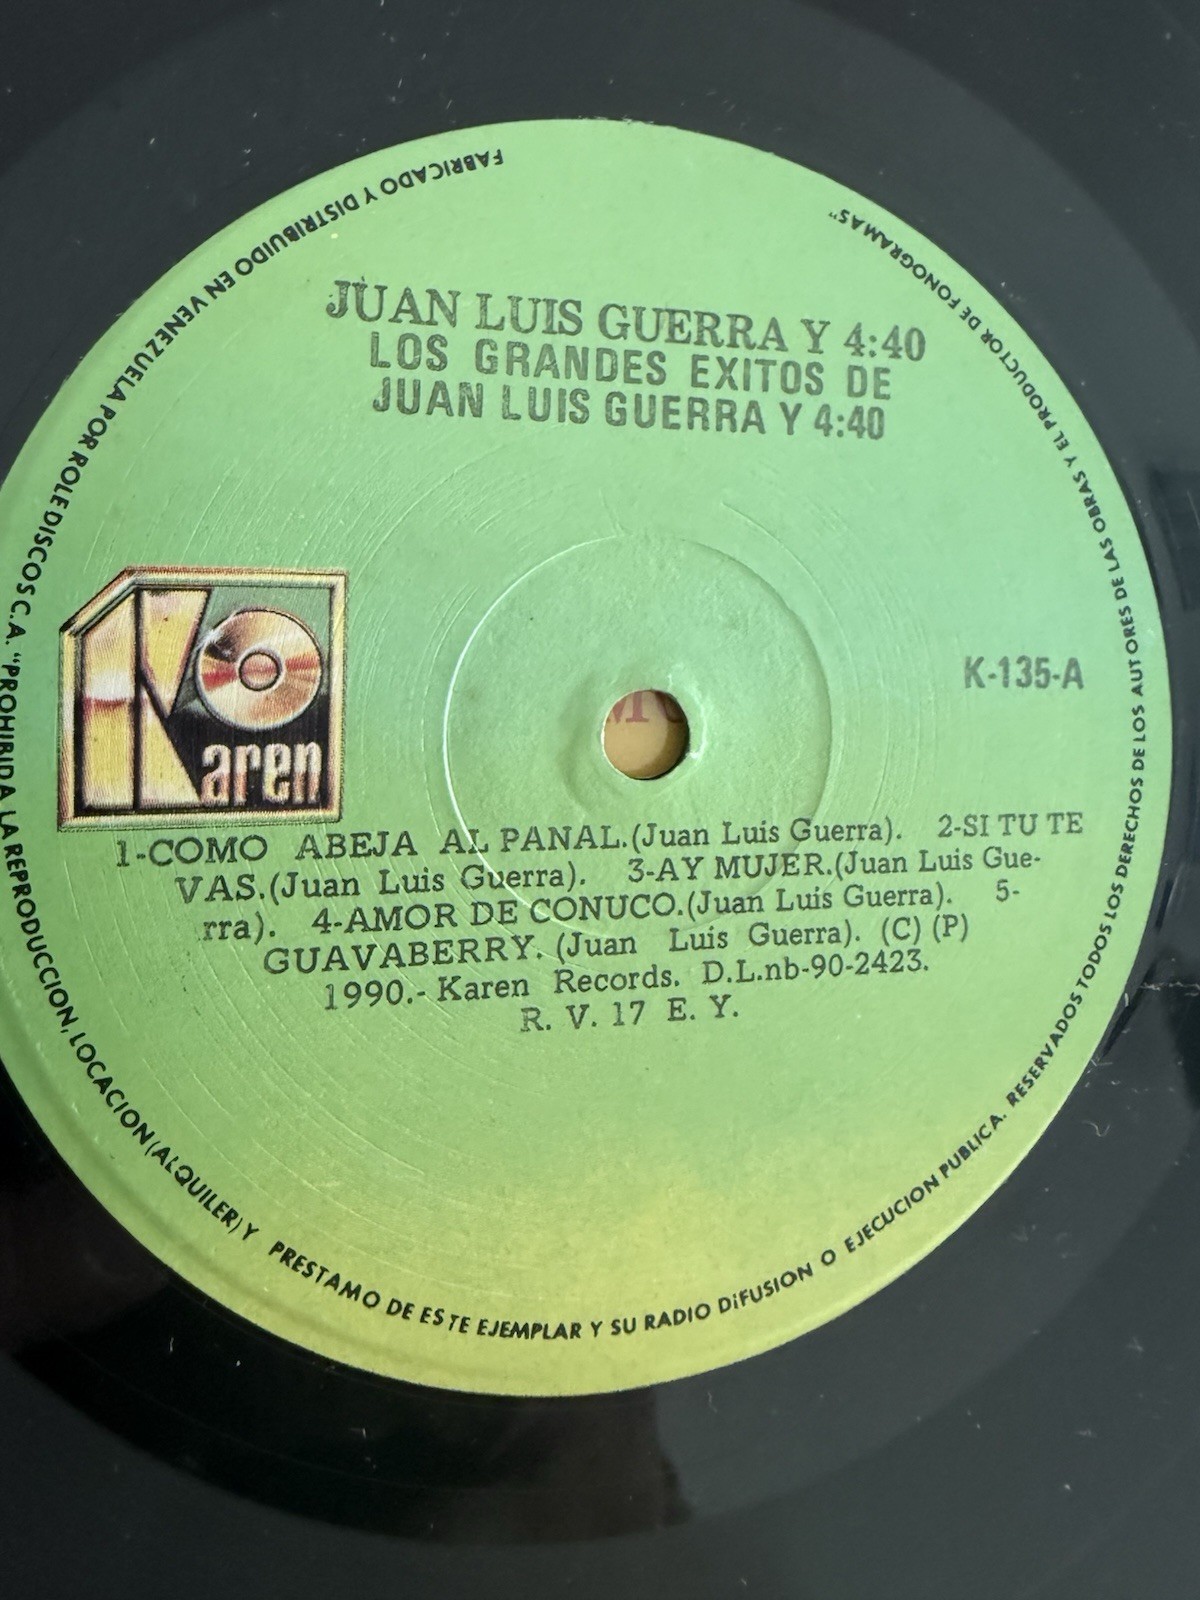 JUAN LUIS GUERRA Y 4:40
LOS GRANDES EXITOS DE
JUAN LUIS GUERRA Y 4:40
Karen
K-135-A
1-COMO ABEJA AL PANAL.(Juan Luis Guerra). 2-SI TU TE
VAS.(Juan Luis Guerra). 3-AY MUJER.(Juan Luis Gue-
rra). 4-AMOR DE CONUCO.(Juan Luis Guerra). 5-
GUAVABERRY. (Juan Luis Guerra). (C) (P)
1990.- Karen Records. D.L.nb-90-2423.
R. V. 17 E. Y.
FABRICADO Y DISTRIBUIDO EN VENEZUELA POR ROLEDISCOS C.A. "PROHIBIDA LA REPRODUCCION, LOCACION (ALQUILER) Y PRESTAMO DE ESTE EJEMPLAR Y SU RADIO DiFUSION O EJECUCION PUBLICA. RESERVADOS TODOS LOS DERECHOS DE LOS AUTORES DE LAS OBRAS Y EL PRODUCTOR DE FONOGRAMAS"